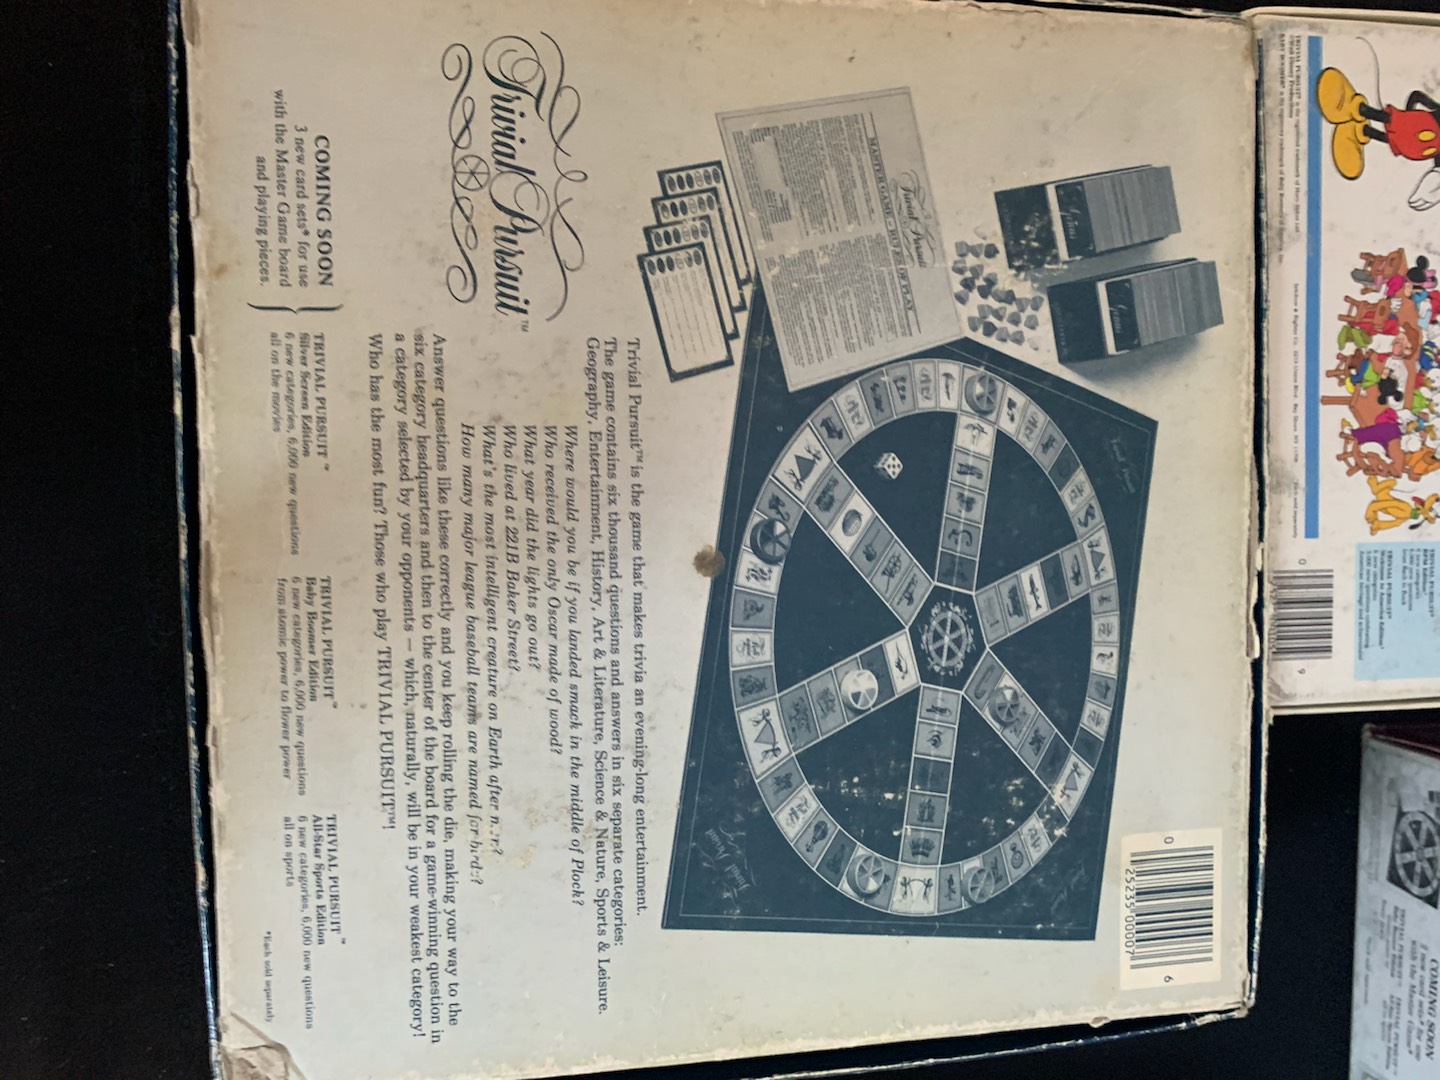 Trivial Pursuit™
Trivial Pursuit™ is the game that makes trivia an evening-long entertainment.
The game contains six thousand questions and answers in six separate categories:
Geography, Entertainment, History, Art & Literature, Science & Nature, Sports & Leisure.
Where would you be if you landed smack in the middle of Plock?
Who received the only Oscar made of wood?
What year did the lights go out?
Who lived at 221B Baker Street?
What's the most intelligent creature on Earth after
How many major league baseball teams are named for birds?
Answer questions like these correctly and you keep rolling the die, making your way to the
six category headquarters and then to the center of the board for a game-winning question in
a category selected by your opponents — which, naturally, will be in your weakest category!
Who has the most fun? Those who play TRIVIAL PURSUIT™!
COMING SOON
3 new card sets* for use
with the Master Game board
and playing pieces.
TRIVIAL PURSUIT™
Silver Screen Edition
6 new categories, 6,000 new questions
all on the movies
TRIVIAL PURSUIT™
Baby Boomer Edition
6 new categories, 6,000 new questions
from atomic power to flower power
TRIVIAL PURSUIT™
All-Star Sports Edition
6 new categories, 6,000 new questions
all on sports
*Each sold separately
Trivial Pursuit
MASTER GAME - RULES OF PLAY
Genus
Genus
0 25235 00007 6
COMING SOON